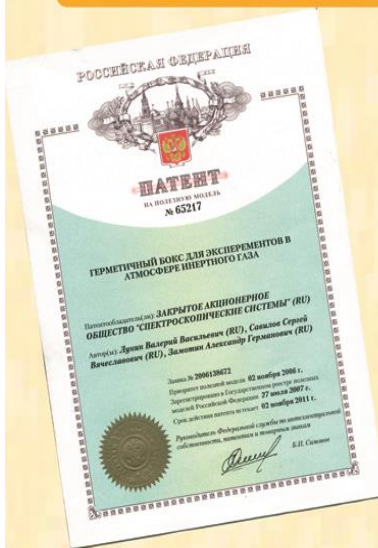 РОССИЙСКАЯ ФЕДЕРАЦИЯ
ПАТЕНТ
НА ПОЛЕЗНУЮ МОДЕЛЬ
№ 65217
ГЕРМЕТИЧНЫЙ БОКС ДЛЯ ЭКСПЕРЕМЕНТОВ В
АТМОСФЕРЕ ИНЕРТНОГО ГАЗА
Патентообладатель(ли): ЗАКРЫТОЕ АКЦИОНЕРНОЕ
ОБЩЕСТВО "СПЕКТРОСКОПИЧЕСКИЕ СИСТЕМЫ" (RU)
Автор(ы): Лунин Валерий Васильевич (RU), Савилов Сергей
Вячеславович (RU), Замятин Александр Германович (RU)
Заявка № 2006138672
Приоритет полезной модели 02 ноября 2006 г.
Зарегистрировано в Государственном реестре полезных
моделей Российской Федерации 27 июля 2007 г.
Срок действия патента истекает 02 ноября 2011 г.
Руководитель Федеральной службы по интеллектуальной
собственности, патентам и товарным знакам
Б.П. Симонов